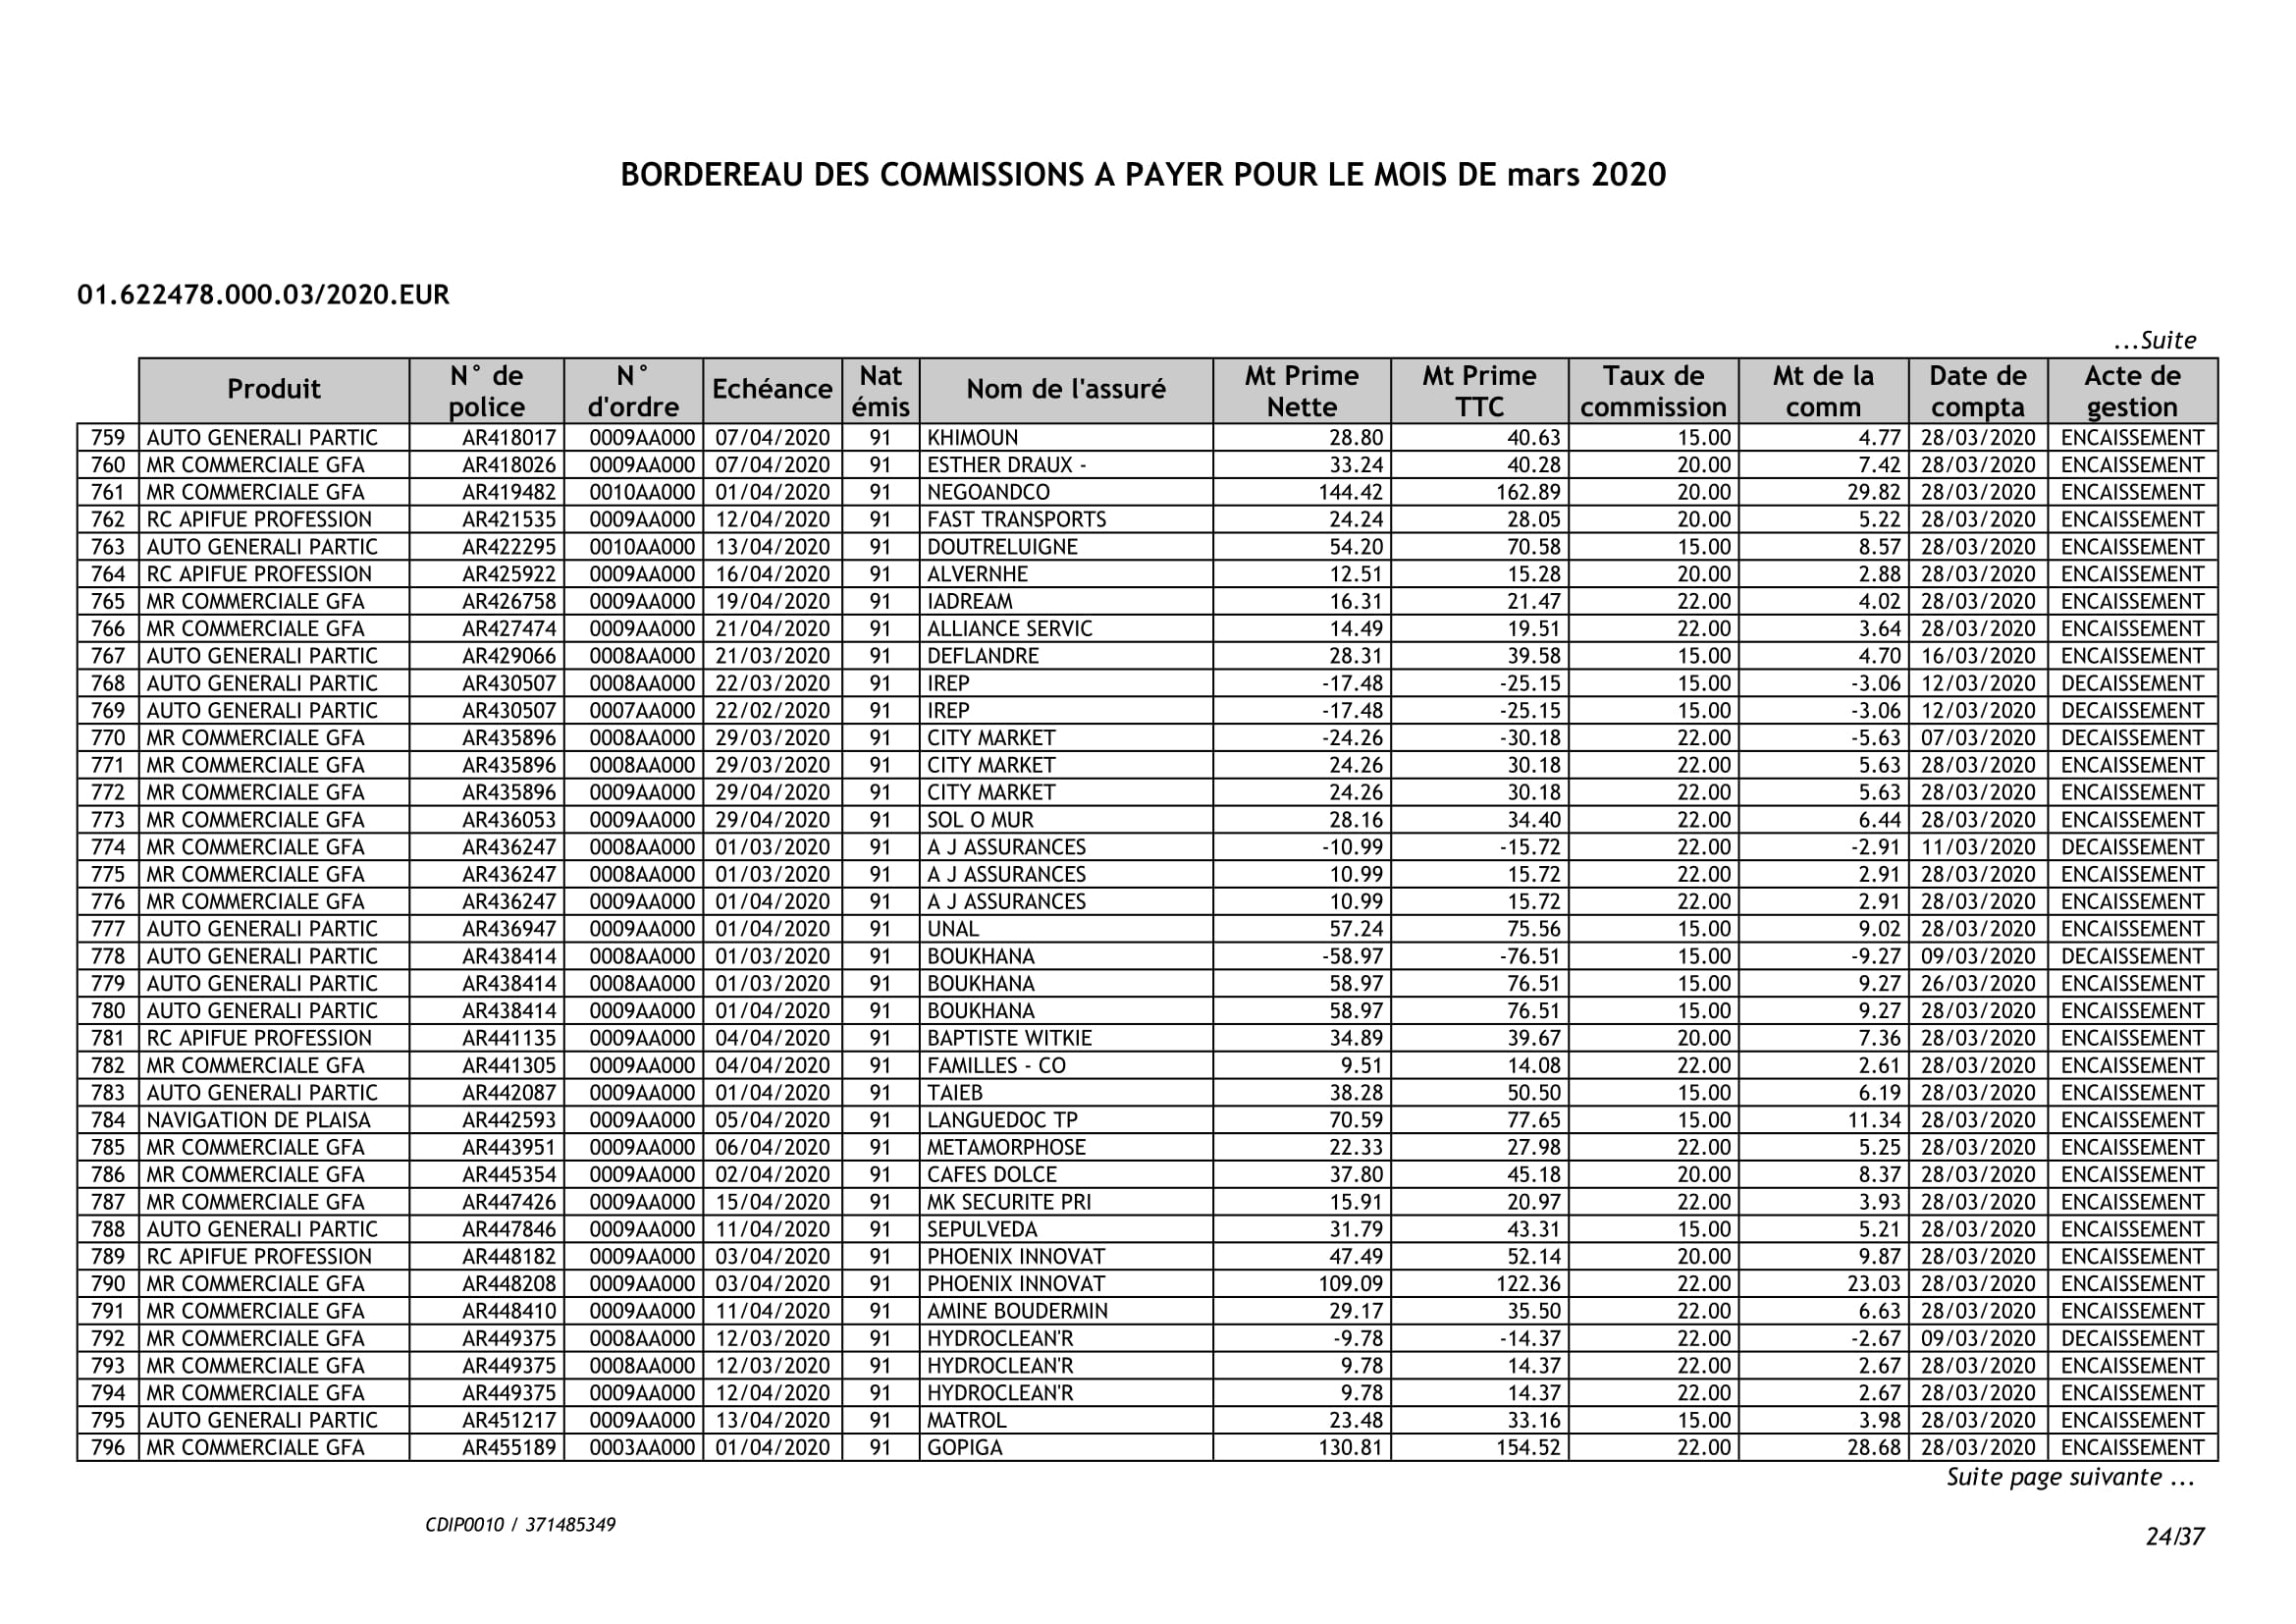 BORDEREAU DES COMMISSIONS A PAYER POUR LE MOIS DE mars 2020
01.622478.000.03/2020.EUR
...Suite
Produit N° de police N° d'ordre Echéance Nat émis Nom de l'assuré Mt Prime Nette Mt Prime TTC Taux de commission Mt de la comm Date de compta Acte de gestion
759 AUTO GENERALI PARTIC AR418017 0009AA000 07/04/2020 91 KHIMOUN 28.80 40.63 15.00 4.77 28/03/2020 ENCAISSEMENT
760 MR COMMERCIALE GFA AR418026 0009AA000 07/04/2020 91 ESTHER DRAUX - 33.24 40.28 20.00 7.42 28/03/2020 ENCAISSEMENT
761 MR COMMERCIALE GFA AR419482 0010AA000 01/04/2020 91 NEGOANDCO 144.42 162.89 20.00 29.82 28/03/2020 ENCAISSEMENT
762 RC APIFUE PROFESSION AR421535 0009AA000 12/04/2020 91 FAST TRANSPORTS 24.24 28.05 20.00 5.22 28/03/2020 ENCAISSEMENT
763 AUTO GENERALI PARTIC AR422295 0010AA000 13/04/2020 91 DOUTRELUIGNE 54.20 70.58 15.00 8.57 28/03/2020 ENCAISSEMENT
764 RC APIFUE PROFESSION AR425922 0009AA000 16/04/2020 91 ALVERNHE 12.51 15.28 20.00 2.88 28/03/2020 ENCAISSEMENT
765 MR COMMERCIALE GFA AR426758 0009AA000 19/04/2020 91 IADREAM 16.31 21.47 22.00 4.02 28/03/2020 ENCAISSEMENT
766 MR COMMERCIALE GFA AR427474 0009AA000 21/04/2020 91 ALLIANCE SERVIC 14.49 19.51 22.00 3.64 28/03/2020 ENCAISSEMENT
767 AUTO GENERALI PARTIC AR429066 0008AA000 21/03/2020 91 DEFLANDRE 28.31 39.58 15.00 4.70 16/03/2020 ENCAISSEMENT
768 AUTO GENERALI PARTIC AR430507 0008AA000 22/03/2020 91 IREP -17.48 -25.15 15.00 -3.06 12/03/2020 DECAISSEMENT
769 AUTO GENERALI PARTIC AR430507 0007AA000 22/02/2020 91 IREP -17.48 -25.15 15.00 -3.06 12/03/2020 DECAISSEMENT
770 MR COMMERCIALE GFA AR435896 0008AA000 29/03/2020 91 CITY MARKET -24.26 -30.18 22.00 -5.63 07/03/2020 DECAISSEMENT
771 MR COMMERCIALE GFA AR435896 0008AA000 29/03/2020 91 CITY MARKET 24.26 30.18 22.00 5.63 28/03/2020 ENCAISSEMENT
772 MR COMMERCIALE GFA AR435896 0009AA000 29/04/2020 91 CITY MARKET 24.26 30.18 22.00 5.63 28/03/2020 ENCAISSEMENT
773 MR COMMERCIALE GFA AR436053 0009AA000 29/04/2020 91 SOL O MUR 28.16 34.40 22.00 6.44 28/03/2020 ENCAISSEMENT
774 MR COMMERCIALE GFA AR436247 0008AA000 01/03/2020 91 A J ASSURANCES -10.99 -15.72 22.00 -2.91 11/03/2020 DECAISSEMENT
775 MR COMMERCIALE GFA AR436247 0008AA000 01/03/2020 91 A J ASSURANCES 10.99 15.72 22.00 2.91 28/03/2020 ENCAISSEMENT
776 MR COMMERCIALE GFA AR436247 0009AA000 01/04/2020 91 A J ASSURANCES 10.99 15.72 22.00 2.91 28/03/2020 ENCAISSEMENT
777 AUTO GENERALI PARTIC AR436947 0009AA000 01/04/2020 91 UNAL 57.24 75.56 15.00 9.02 28/03/2020 ENCAISSEMENT
778 AUTO GENERALI PARTIC AR438414 0008AA000 01/03/2020 91 BOUKHANA -58.97 -76.51 15.00 -9.27 09/03/2020 DECAISSEMENT
779 AUTO GENERALI PARTIC AR438414 0008AA000 01/03/2020 91 BOUKHANA 58.97 76.51 15.00 9.27 26/03/2020 ENCAISSEMENT
780 AUTO GENERALI PARTIC AR438414 0009AA000 01/04/2020 91 BOUKHANA 58.97 76.51 15.00 9.27 28/03/2020 ENCAISSEMENT
781 RC APIFUE PROFESSION AR441135 0009AA000 04/04/2020 91 BAPTISTE WITKIE 34.89 39.67 20.00 7.36 28/03/2020 ENCAISSEMENT
782 MR COMMERCIALE GFA AR441305 0009AA000 04/04/2020 91 FAMILLES - CO 9.51 14.08 22.00 2.61 28/03/2020 ENCAISSEMENT
783 AUTO GENERALI PARTIC AR442087 0009AA000 01/04/2020 91 TAIEB 38.28 50.50 15.00 6.19 28/03/2020 ENCAISSEMENT
784 NAVIGATION DE PLAISA AR442593 0009AA000 05/04/2020 91 LANGUEDOC TP 70.59 77.65 15.00 11.34 28/03/2020 ENCAISSEMENT
785 MR COMMERCIALE GFA AR443951 0009AA000 06/04/2020 91 METAMORPHOSE 22.33 27.98 22.00 5.25 28/03/2020 ENCAISSEMENT
786 MR COMMERCIALE GFA AR445354 0009AA000 02/04/2020 91 CAFES DOLCE 37.80 45.18 20.00 8.37 28/03/2020 ENCAISSEMENT
787 MR COMMERCIALE GFA AR447426 0009AA000 15/04/2020 91 MK SECURITE PRI 15.91 20.97 22.00 3.93 28/03/2020 ENCAISSEMENT
788 AUTO GENERALI PARTIC AR447846 0009AA000 11/04/2020 91 SEPULVEDA 31.79 43.31 15.00 5.21 28/03/2020 ENCAISSEMENT
789 RC APIFUE PROFESSION AR448182 0009AA000 03/04/2020 91 PHOENIX INNOVAT 47.49 52.14 20.00 9.87 28/03/2020 ENCAISSEMENT
790 MR COMMERCIALE GFA AR448208 0009AA000 03/04/2020 91 PHOENIX INNOVAT 109.09 122.36 22.00 23.03 28/03/2020 ENCAISSEMENT
791 MR COMMERCIALE GFA AR448410 0009AA000 11/04/2020 91 AMINE BOUDERMIN 29.17 35.50 22.00 6.63 28/03/2020 ENCAISSEMENT
792 MR COMMERCIALE GFA AR449375 0008AA000 12/03/2020 91 HYDROCLEAN'R -9.78 -14.37 22.00 -2.67 09/03/2020 DECAISSEMENT
793 MR COMMERCIALE GFA AR449375 0008AA000 12/03/2020 91 HYDROCLEAN'R 9.78 14.37 22.00 2.67 28/03/2020 ENCAISSEMENT
794 MR COMMERCIALE GFA AR449375 0009AA000 12/04/2020 91 HYDROCLEAN'R 9.78 14.37 22.00 2.67 28/03/2020 ENCAISSEMENT
795 AUTO GENERALI PARTIC AR451217 0009AA000 13/04/2020 91 MATROL 23.48 33.16 15.00 3.98 28/03/2020 ENCAISSEMENT
796 MR COMMERCIALE GFA AR455189 0003AA000 01/04/2020 91 GOPIGA 130.81 154.52 22.00 28.68 28/03/2020 ENCAISSEMENT
Suite page suivante ...
CDIP0010 / 371485349
24/37